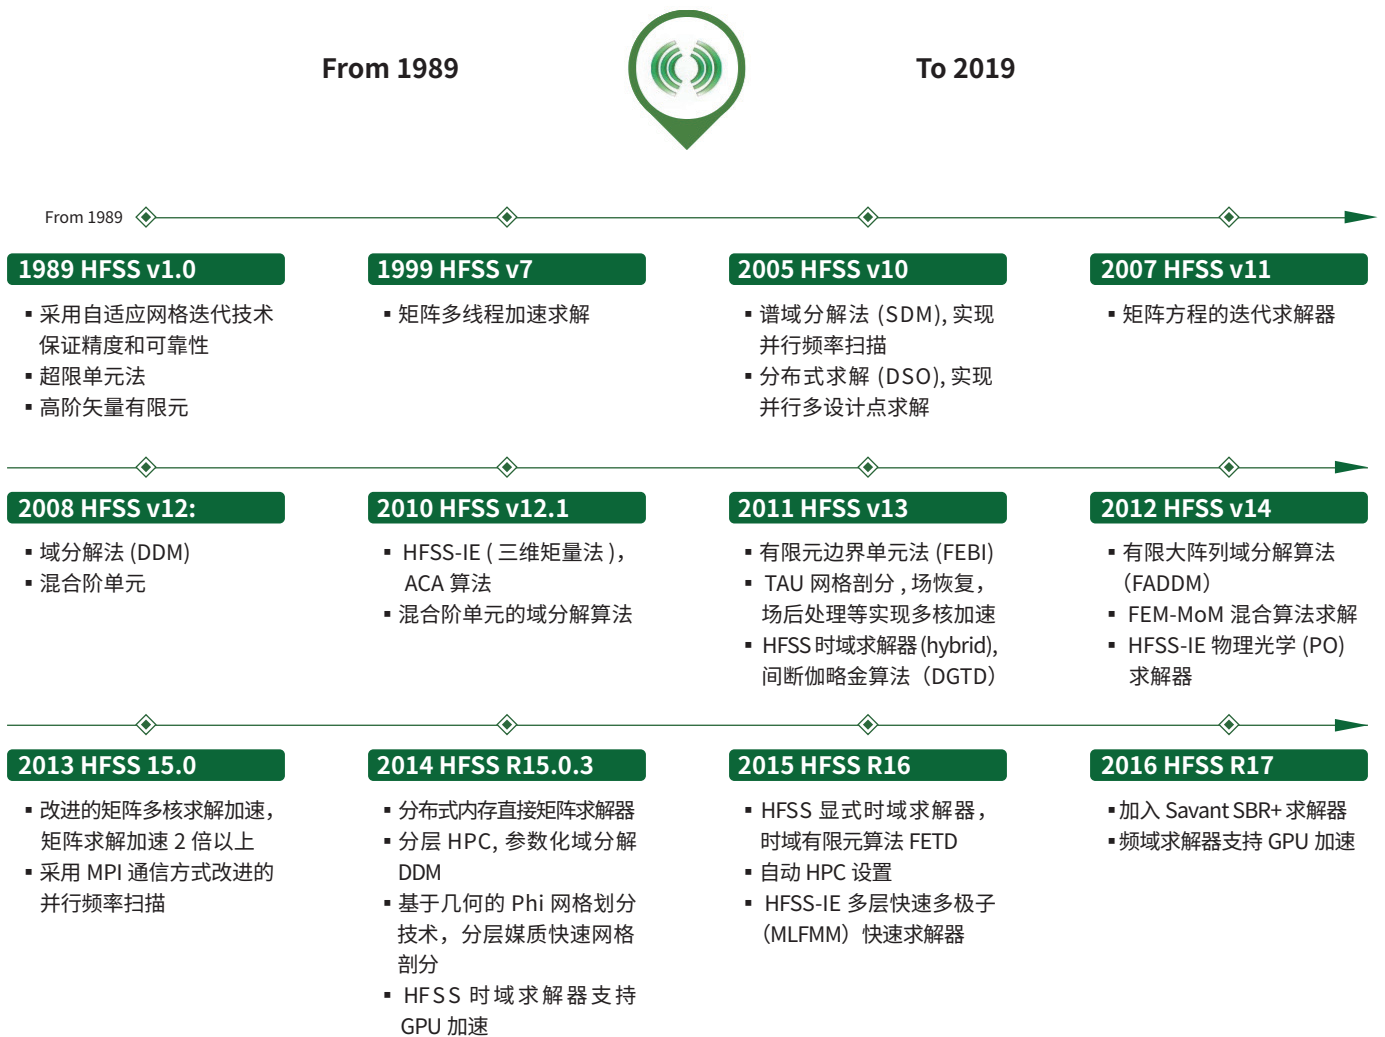 From 1989
To 2019
From 1989
1989 HFSS v1.0
▪ 采用自适应网格迭代技术
保证精度和可靠性
▪ 超限单元法
▪ 高阶矢量有限元
1999 HFSS v7
▪ 矩阵多线程加速求解
2005 HFSS v10
▪ 谱域分解法 (SDM), 实现
并行频率扫描
▪ 分布式求解 (DSO), 实现
并行多设计点求解
2007 HFSS v11
▪ 矩阵方程的迭代求解器
2008 HFSS v12:
▪ 域分解法 (DDM)
▪ 混合阶单元
2010 HFSS v12.1
▪ HFSS-IE ( 三维矩量法 ),
ACA 算法
▪ 混合阶单元的域分解算法
2011 HFSS v13
▪ 有限元边界单元法 (FEBI)
▪ TAU 网格剖分 , 场恢复，
场后处理等实现多核加速
▪ HFSS 时域求解器 (hybrid),
间断伽略金算法（DGTD）
2012 HFSS v14
▪ 有限大阵列域分解算法
（FADDM）
▪ FEM-MoM 混合算法求解
▪ HFSS-IE 物理光学 (PO)
求解器
2013 HFSS 15.0
▪ 改进的矩阵多核求解加速，
矩阵求解加速 2 倍以上
▪ 采用 MPI 通信方式改进的
并行频率扫描
2014 HFSS R15.0.3
▪ 分布式内存直接矩阵求解器
▪ 分层 HPC, 参数化域分解
DDM
▪ 基于几何的 Phi 网格划分
技术，分层媒质快速网格
剖分
▪ HFSS 时域求解器支持
GPU 加速
2015 HFSS R16
▪ HFSS 显式时域求解器，
时域有限元算法 FETD
▪ 自动 HPC 设置
▪ HFSS-IE 多层快速多极子
（MLFMM）快速求解器
2016 HFSS R17
▪ 加入 Savant SBR+ 求解器
▪ 频域求解器支持 GPU 加速